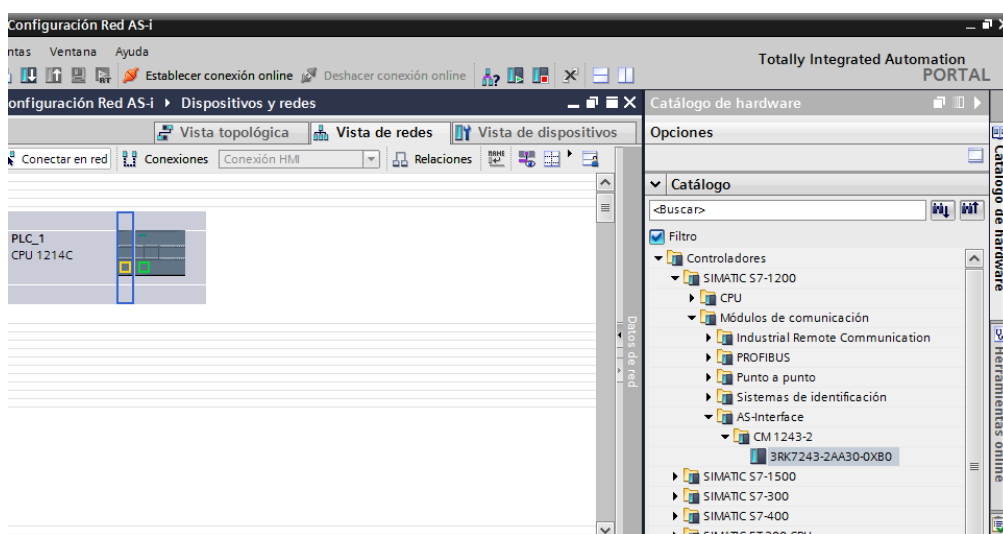 Configuración Red AS-i
ntas Ventana Ayuda
Totally Integrated Automation
PORTAL
RT Establecer conexión online Deshacer conexión online
onfiguración Red AS-i Dispositivos y redes
Catálogo de hardware
Vista topológica Vista de redes Vista de dispositivos
Opciones
Conectar en red Conexiones Conexión HMI Relaciones
Catálogo
<Buscar>
Filtro
PLC_1
CPU 1214C
Controladores
SIMATIC S7-1200
CPU
Módulos de comunicación
Industrial Remote Communication
PROFIBUS
Punto a punto
Sistemas de identificación
AS-Interface
CM 1243-2
3RK7243-2AA30-0XB0
SIMATIC S7-1500
SIMATIC S7-300
SIMATIC S7-400
Datos de red
Catálogo de hardware
Herramientas online